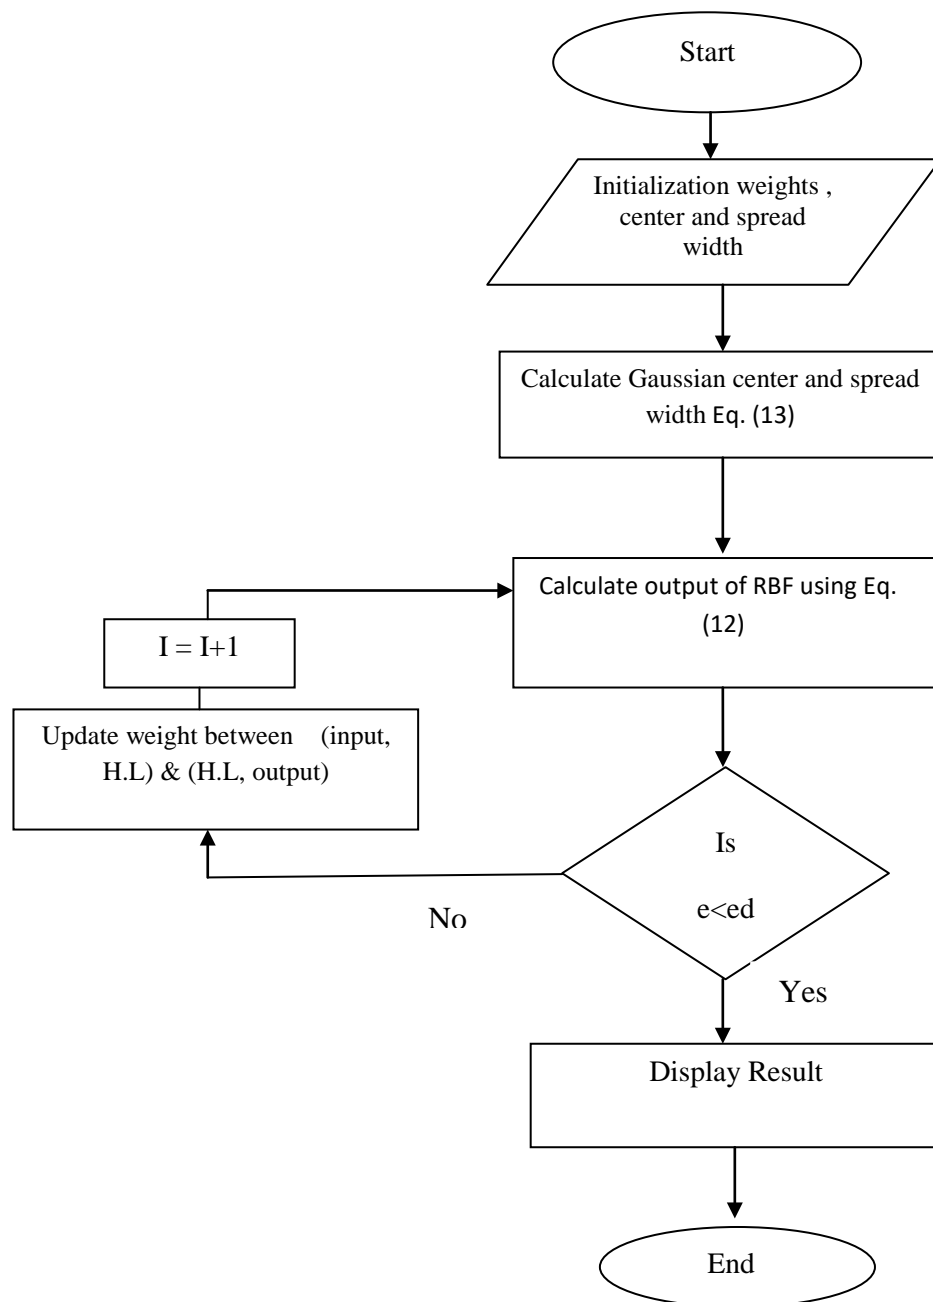 Start
Initialization weights ,
center and spread
width
Calculate Gaussian center and spread
width Eq. (13)
Calculate output of RBF using Eq.
(12)
I = I+1
Update weight between (input,
H.L) & (H.L, output)
Is
e<ed
No
Yes
Display Result
End